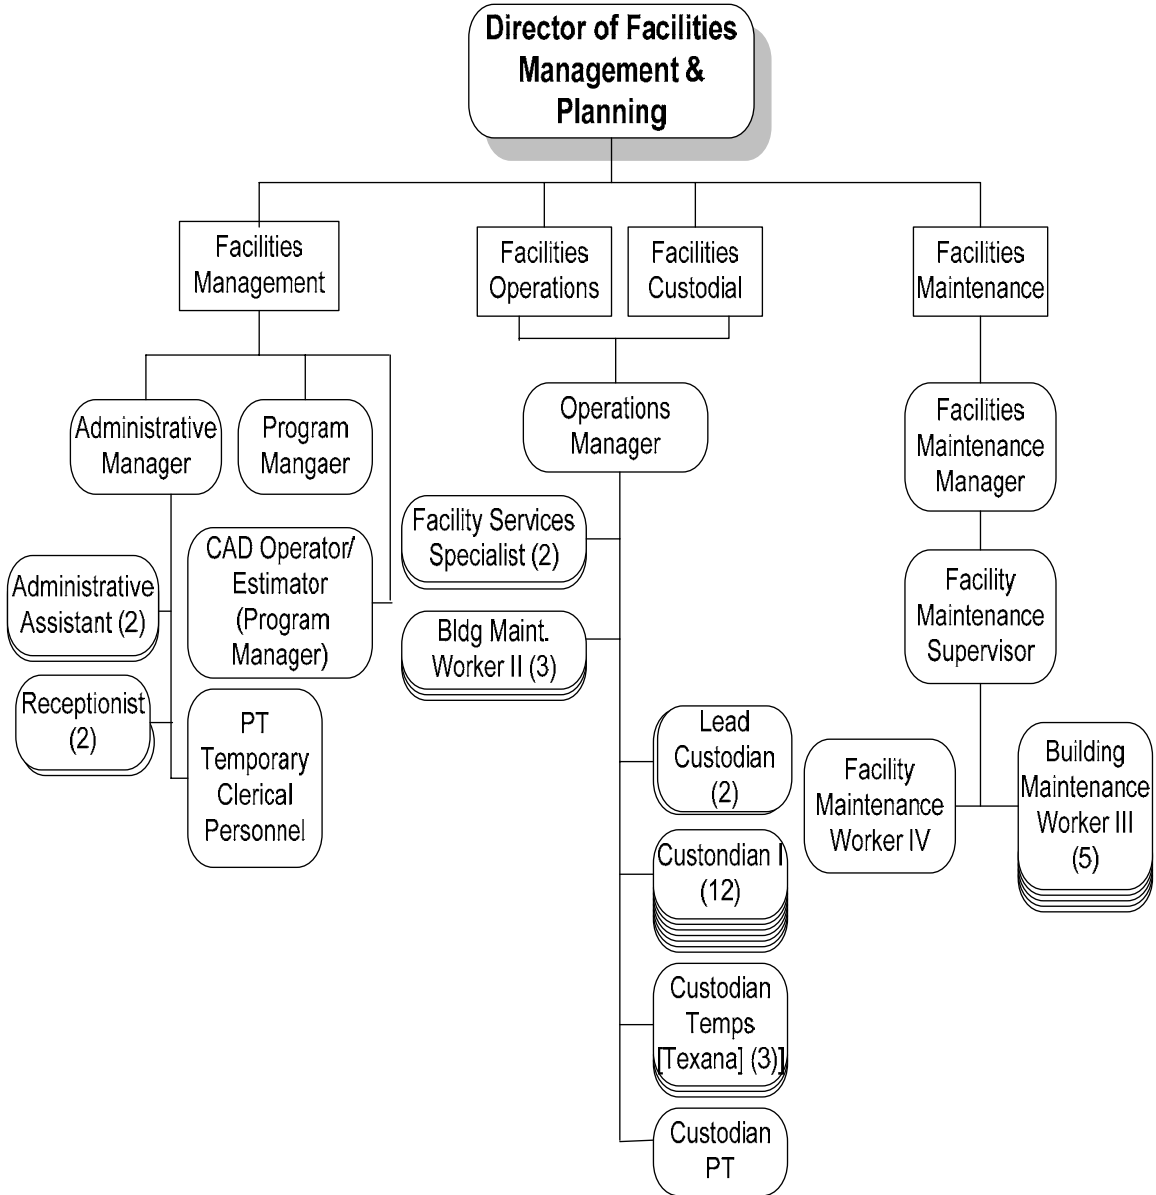 Director of Facilities
Management &
Planning
Facilities
Management
Facilities
Operations
Facilities
Custodial
Facilities
Maintenance
Administrative
Manager
Program
Mangaer
Operations
Manager
Facilities
Maintenance
Manager
CAD Operator/
Estimator
(Program
Manager)
Facility Services
Specialist (2)
Administrative
Assistant (2)
Bldg Maint.
Worker II (3)
Facility
Maintenance
Supervisor
Receptionist
(2)
PT
Temporary
Clerical
Personnel
Lead
Custodian
(2)
Facility
Maintenance
Worker IV
Building
Maintenance
Worker III
(5)
Custondian I
(12)
Custodian
Temps
[Texana] (3)]
Custodian
PT